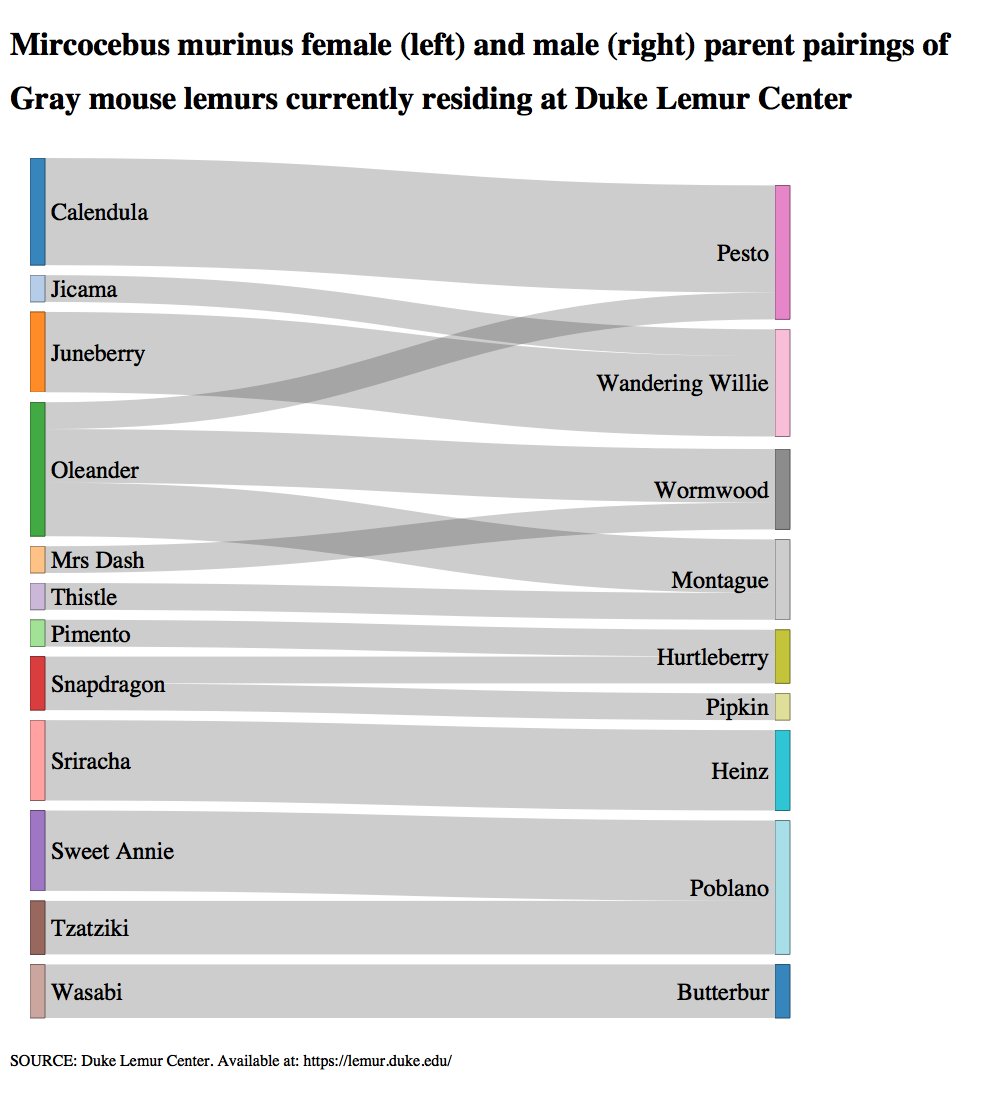 Mircocebus murinus female (left) and male (right) parent pairings of
Gray mouse lemurs currently residing at Duke Lemur Center
Calendula
Pesto
Jicama
Juneberry
Wandering Willie
Oleander
Wormwood
Mrs Dash
Montague
Thistle
Pimento
Hurtleberry
Snapdragon
Pipkin
Sriracha
Heinz
Sweet Annie
Poblano
Tzatziki
Wasabi
Butterbur
SOURCE: Duke Lemur Center. Available at: https://lemur.duke.edu/